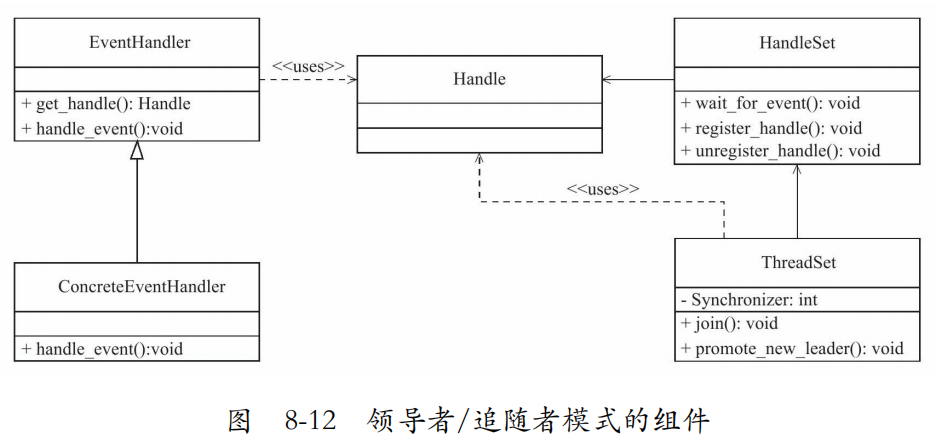 EventHandler
+ get_handle(): Handle
+ handle_event():void
<<uses>>
Handle
HandleSet
+ wait_for_event(): void
+ register_handle(): void
+ unregister_handle(): void
<<uses>>
ConcreteEventHandler
+ handle_event():void
ThreadSet
- Synchronizer: int
+ join(): void
+ promote_new_leader(): void
图 8-12 领导者/追随者模式的组件